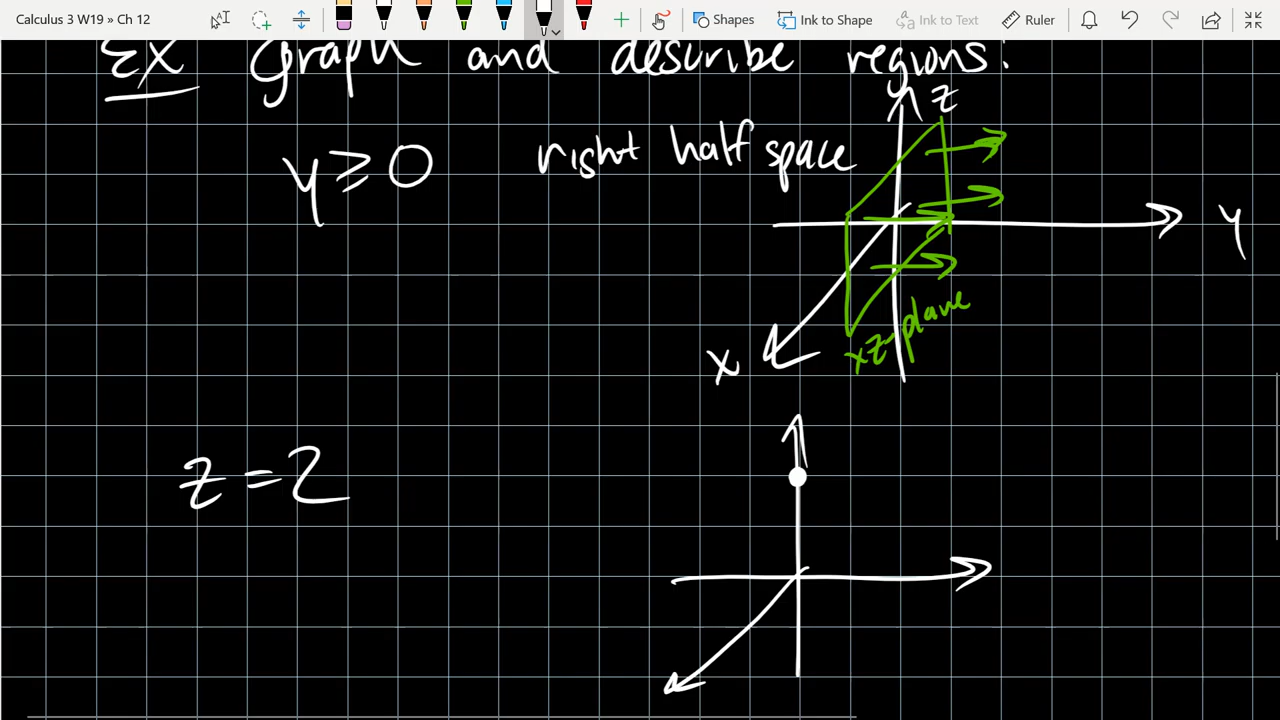 Calculus 3 W19 » Ch 12
Shapes
Ink to Shape
Ink to Text
Ruler
Ex Graph and describe regions:
y ≥ 0 right half space
z
y
xz-plane
x
z = 2